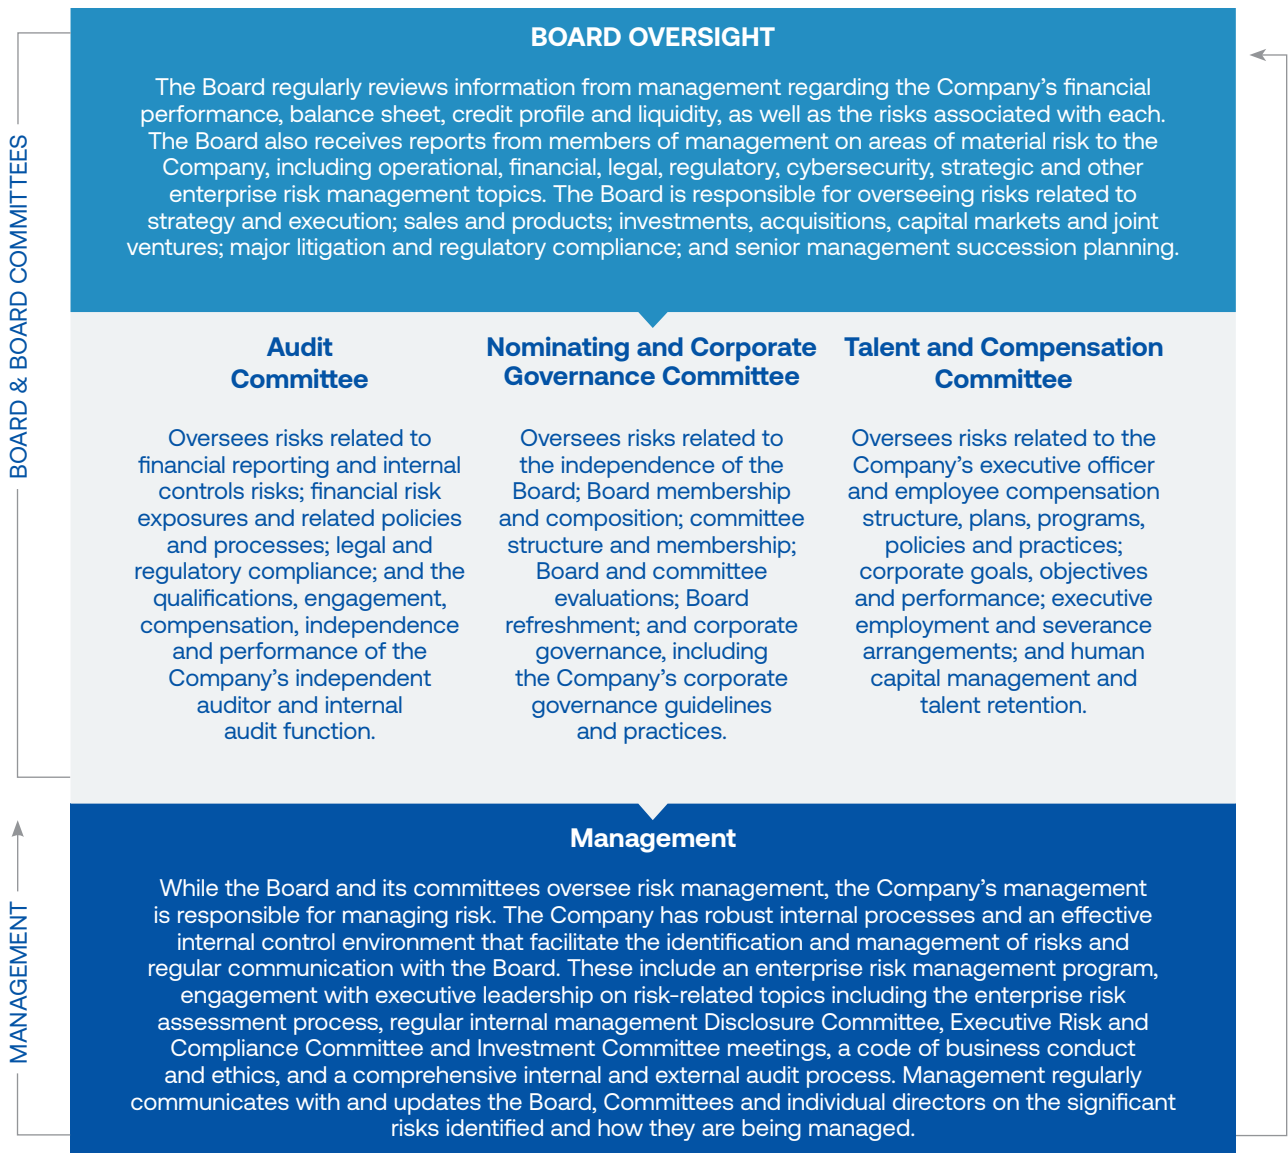 BOARD OVERSIGHT
The Board regularly reviews information from management regarding the Company’s financial
performance, balance sheet, credit profile and liquidity, as well as the risks associated with each.
The Board also receives reports from members of management on areas of material risk to the
Company, including operational, financial, legal, regulatory, cybersecurity, strategic and other
enterprise risk management topics. The Board is responsible for overseeing risks related to
strategy and execution; sales and products; investments, acquisitions, capital markets and joint
ventures; major litigation and regulatory compliance; and senior management succession planning.
BOARD & BOARD COMMITTEES
Audit
Committee
Oversees risks related to
financial reporting and internal
controls risks; financial risk
exposures and related policies
and processes; legal and
regulatory compliance; and the
qualifications, engagement,
compensation, independence
and performance of the
Company’s independent
auditor and internal
audit function.
Nominating and Corporate
Governance Committee
Oversees risks related to
the independence of the
Board; Board membership
and composition; committee
structure and membership;
Board and committee
evaluations; Board
refreshment; and corporate
governance, including
the Company’s corporate
governance guidelines
and practices.
Talent and Compensation
Committee
Oversees risks related to the
Company’s executive officer
and employee compensation
structure, plans, programs,
policies and practices;
corporate goals, objectives
and performance; executive
employment and severance
arrangements; and human
capital management and
talent retention.
MANAGEMENT
Management
While the Board and its committees oversee risk management, the Company’s management
is responsible for managing risk. The Company has robust internal processes and an effective
internal control environment that facilitate the identification and management of risks and
regular communication with the Board. These include an enterprise risk management program,
engagement with executive leadership on risk-related topics including the enterprise risk
assessment process, regular internal management Disclosure Committee, Executive Risk and
Compliance Committee and Investment Committee meetings, a code of business conduct
and ethics, and a comprehensive internal and external audit process. Management regularly
communicates with and updates the Board, Committees and individual directors on the significant
risks identified and how they are being managed.